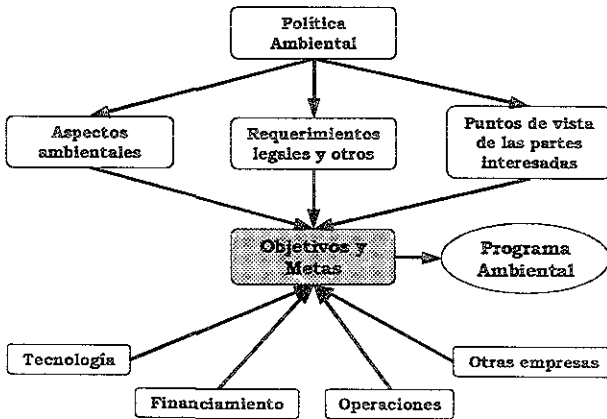 Política
Ambiental
Aspectos
ambientales
Requerimientos
legales y otros
Puntos de vista
de las partes
interesadas
Objetivos y
Metas
Programa
Ambiental
Tecnología
Otras empresas
Financiamiento
Operaciones